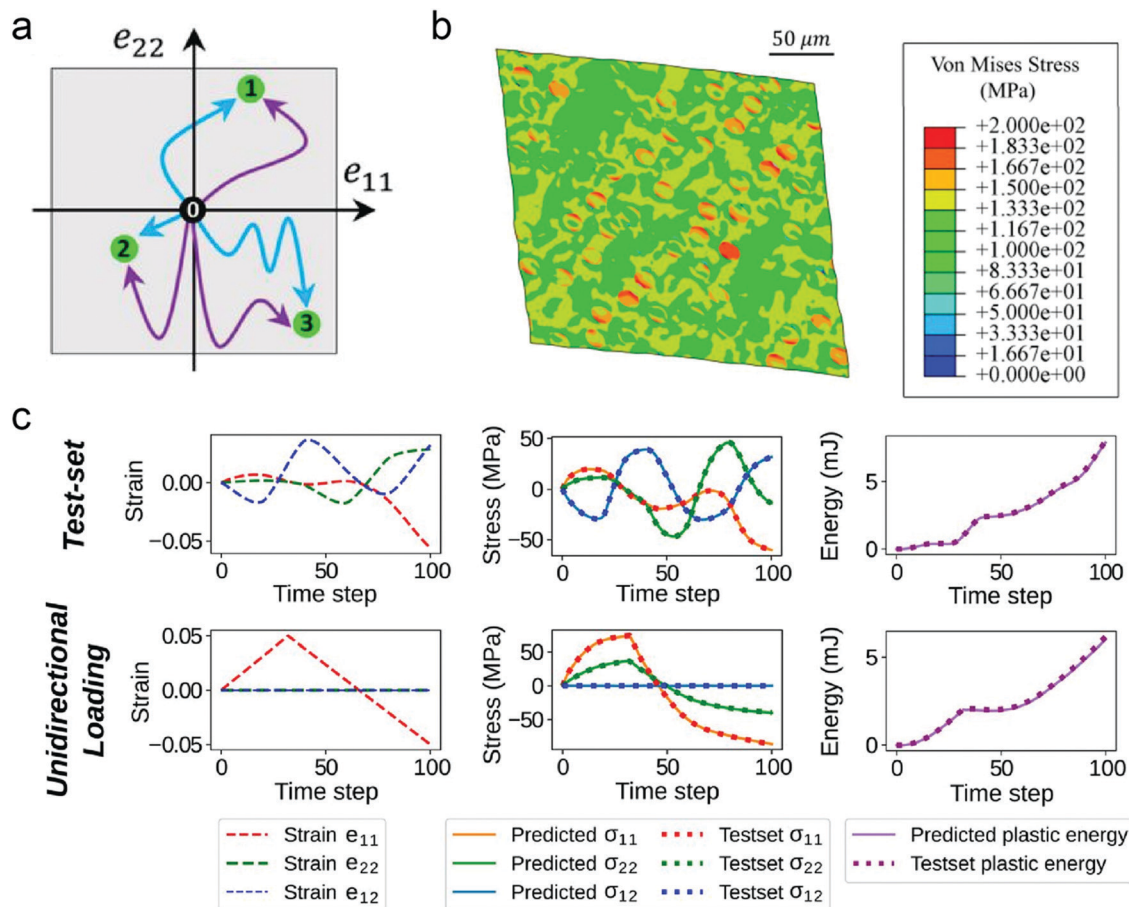 a
e₂₂
1
e₁₁
0
2
3
b
50 μm
Von Mises Stress
(MPa)
+2.000e+02
+1.833e+02
+1.667e+02
+1.500e+02
+1.333e+02
+1.167e+02
+1.000e+02
+8.333e+01
+6.667e+01
+5.000e+01
+3.333e+01
+1.667e+01
+0.000e+00
c
Test-set
Strain
0.00
−0.05
0 50 100
Time step
Stress (MPa)
50
0
−50
0 50 100
Time step
Energy (mJ)
5
0
0 50 100
Time step
Unidirectional
Loading
Strain
0.05
0.00
−0.05
0 50 100
Time step
Stress (MPa)
50
0
−50
0 50 100
Time step
Energy (mJ)
5
0
0 50 100
Time step
Strain e₁₁
Strain e₂₂
Strain e₁₂
Predicted σ₁₁
Predicted σ₂₂
Predicted σ₁₂
Testset σ₁₁
Testset σ₂₂
Testset σ₁₂
Predicted plastic energy
Testset plastic energy